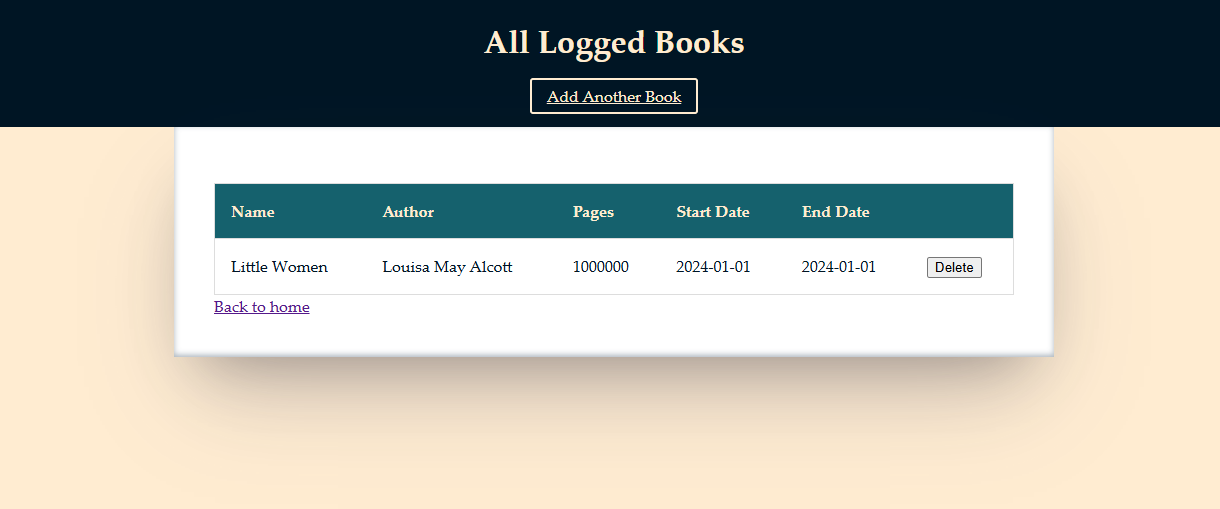 All Logged Books
Add Another Book
Name Author Pages Start Date End Date
Little Women Louisa May Alcott 1000000 2024-01-01 2024-01-01 Delete
Back to home